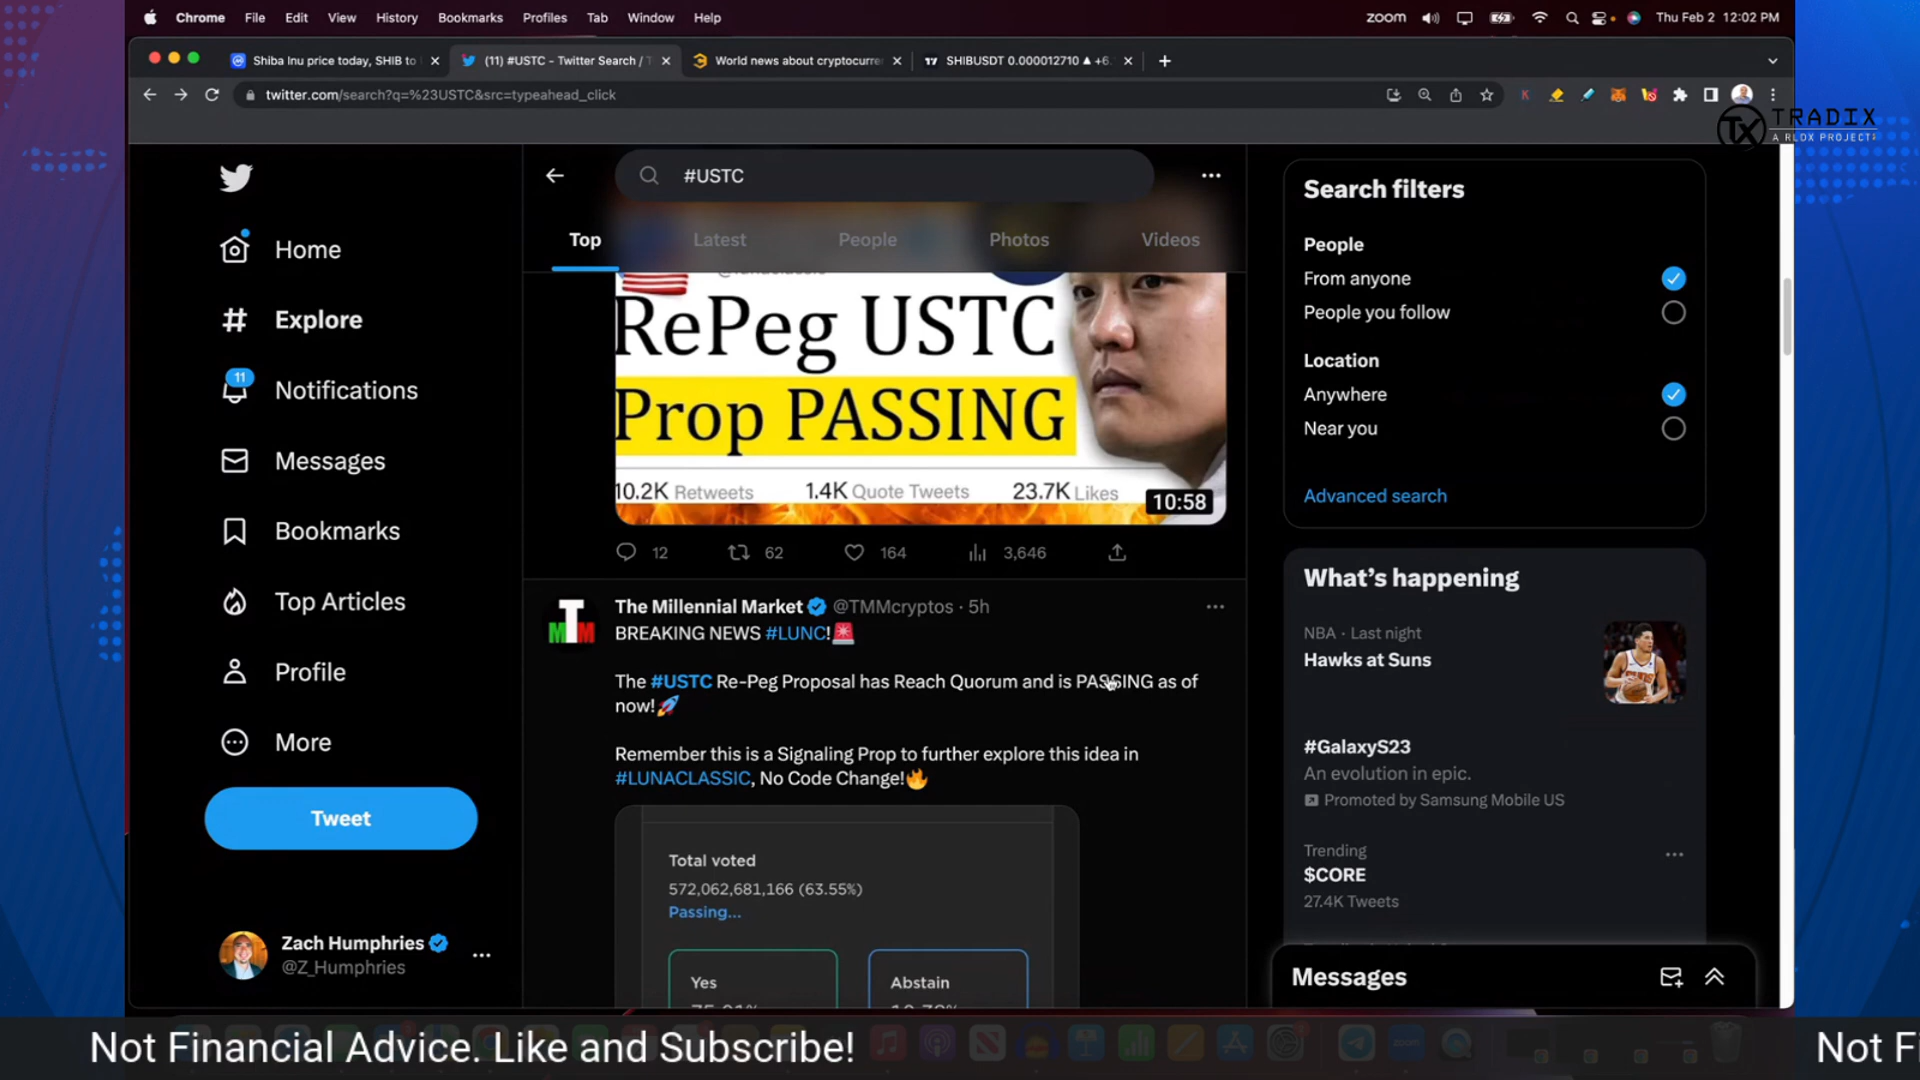 Chrome File Edit View History Bookmarks Profiles Tab Window Help
zoom Thu Feb 2 12:02 PM
Shiba Inu price today, SHIB to
(11) #USTC - Twitter Search / T
World news about cryptocurre
SHIBUSDT 0.000012710 ▲ +6.
twitter.com/search?q=%23USTC&src=typeahead_click
TX TRADIX
A RLDX PROJECT
#USTC
Top Latest People Photos Videos
Home
Explore
11
Notifications
Messages
Bookmarks
Top Articles
Profile
More
Tweet
Zach Humphries
@Z_Humphries
RePeg USTC
Prop PASSING
10.2K Retweets 1.4K Quote Tweets 23.7K Likes
10:58
12 62 164 3,646
TMM
The Millennial Market @TMMcryptos · 5h
BREAKING NEWS #LUNC!🚨
The #USTC Re-Peg Proposal has Reach Quorum and is PASSING as of
now!🚀
Remember this is a Signaling Prop to further explore this idea in
#LUNACLASSIC, No Code Change!🔥
Total voted
572,062,681,166 (63.55%)
Passing...
Yes
Abstain
Search filters
People
From anyone
People you follow
Location
Anywhere
Near you
Advanced search
What's happening
NBA · Last night
Hawks at Suns
#GalaxyS23
An evolution in epic.
Promoted by Samsung Mobile US
Trending
$CORE
27.4K Tweets
Messages
Not Financial Advice. Like and Subscribe!
Not Fi